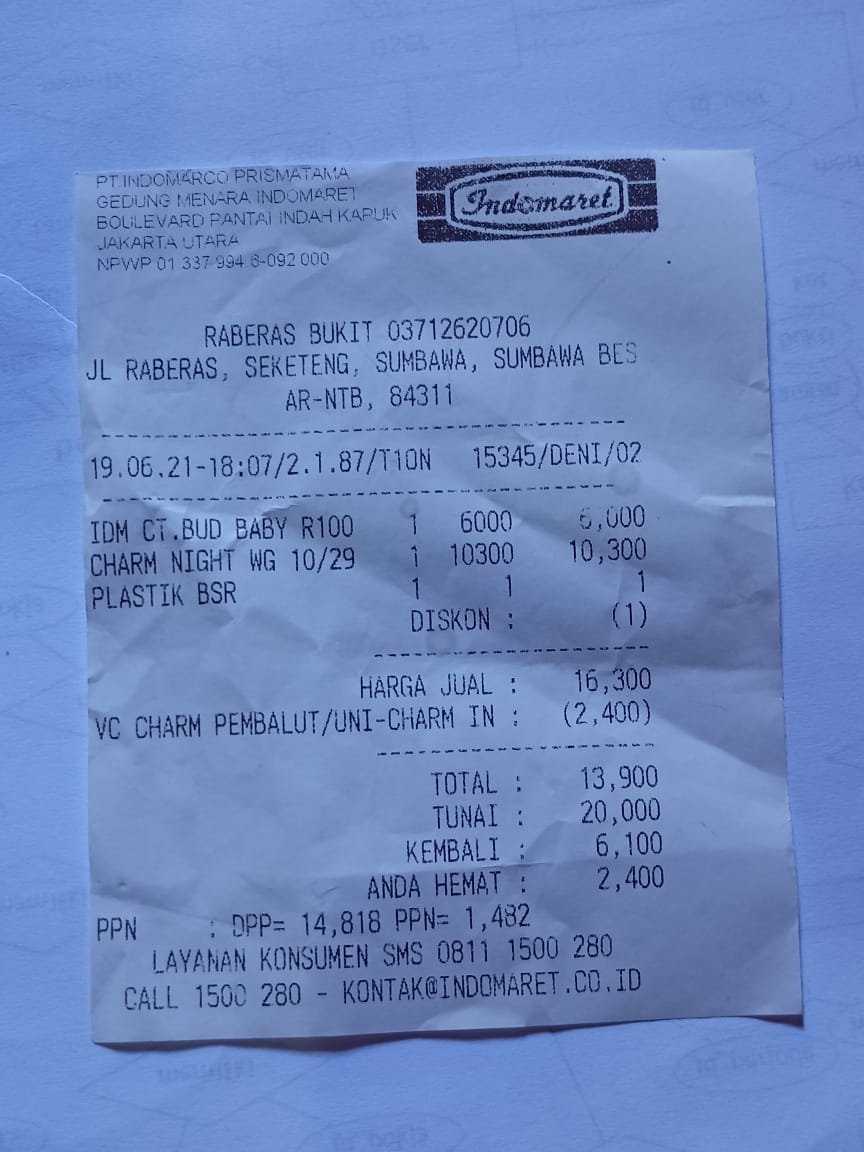 PT.INDOMARCO PRISMATAMA
GEDUNG MENARA INDOMARET
BOULEVARD PANTAI INDAH KAPUK
JAKARTA UTARA
NPWP 01 337 994 6-092 000
Indomaret
RABERAS BUKIT 03712620706
JL RABERAS, SEKETENG, SUMBAWA, SUMBAWA BES
AR-NTB, 84311
19.06.21-18:07/2.1.87/T10N 15345/DENI/02
IDM CT.BUD BABY R100 1 6000 6,000
CHARM NIGHT WG 10/29 1 10300 10,300
PLASTIK BSR 1 1 1
DISKON : (1)
HARGA JUAL : 16,300
VC CHARM PEMBALUT/UNI-CHARM IN : (2,400)
TOTAL : 13,900
TUNAI : 20,000
KEMBALI : 6,100
ANDA HEMAT : 2,400
PPN : DPP= 14,818 PPN= 1,482
LAYANAN KONSUMEN SMS 0811 1500 280
CALL 1500 280 - KONTAK@INDOMARET.CO.ID